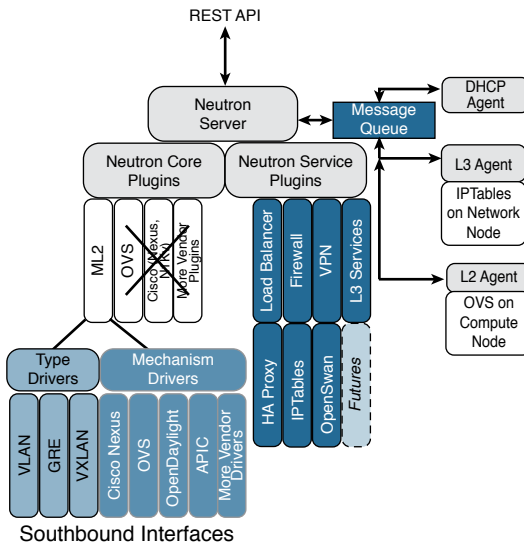 REST API
Neutron
Server
Message
Queue
DHCP
Agent
Neutron Core
Plugins
Neutron Service
Plugins
L3 Agent
IPTables
on Network
Node
ML2
OVS
Cisco (Nexus,
N1Kv)
More Vendor
Plugins
Load Balancer
Firewall
VPN
L3 Services
L2 Agent
OVS on
Compute
Node
Type
Drivers
Mechanism
Drivers
HA Proxy
IPTables
OpenSwan
Futures
VLAN
GRE
VXLAN
Cisco Nexus
OVS
OpenDaylight
APIC
More Vendor
Drivers
Southbound Interfaces